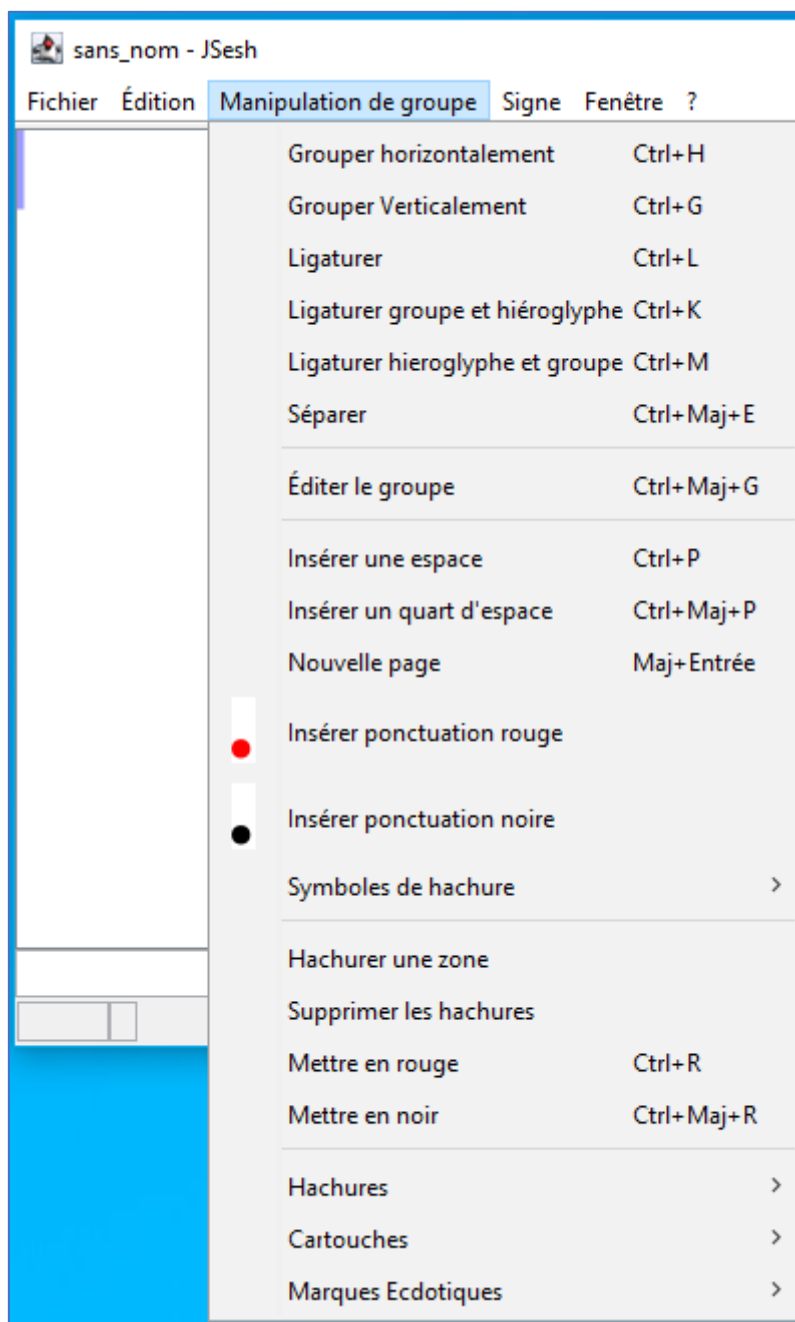 sans_nom - JSesh
Fichier Édition Manipulation de groupe Signe Fenêtre ?
Grouper horizontalement Ctrl+H
Grouper Verticalement Ctrl+G
Ligaturer Ctrl+L
Ligaturer groupe et hiéroglyphe Ctrl+K
Ligaturer hieroglyphe et groupe Ctrl+M
Séparer Ctrl+Maj+E
Éditer le groupe Ctrl+Maj+G
Insérer une espace Ctrl+P
Insérer un quart d'espace Ctrl+Maj+P
Nouvelle page Maj+Entrée
Insérer ponctuation rouge
Insérer ponctuation noire
Symboles de hachure
Hachurer une zone
Supprimer les hachures
Mettre en rouge Ctrl+R
Mettre en noir Ctrl+Maj+R
Hachures
Cartouches
Marques Ecdotiques